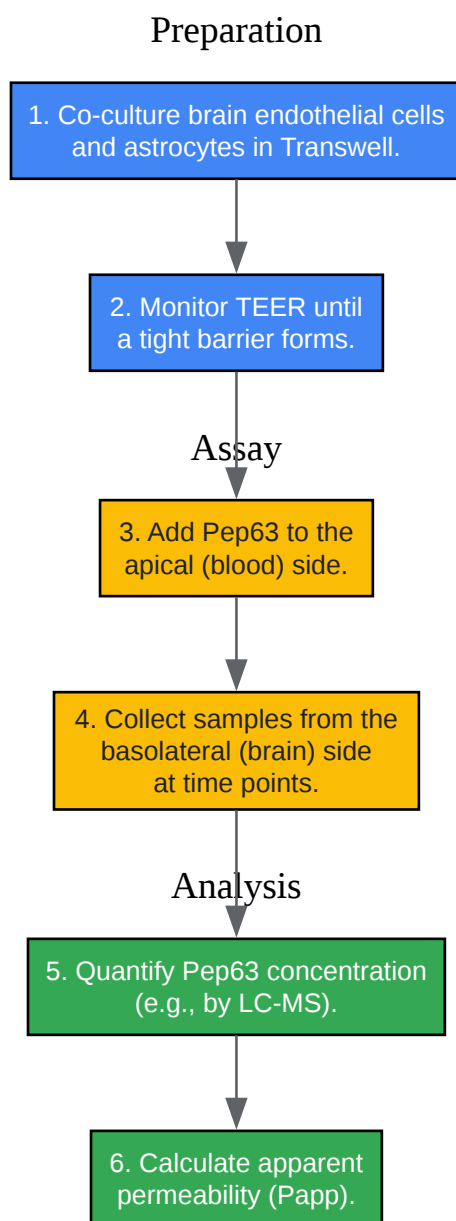 Preparation
1. Co-culture brain endothelial cells
and astrocytes in Transwell.
2. Monitor TEER until
a tight barrier forms.
Assay
3. Add Pep63 to the
apical (blood) side.
4. Collect samples from the
basolateral (brain) side
at time points.
Analysis
5. Quantify Pep63 concentration
(e.g., by LC-MS).
6. Calculate apparent
permeability (Papp).